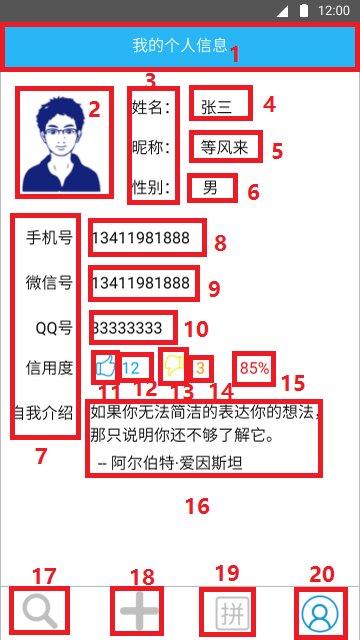 12:00
我的个人信息
1
2
3
姓名： 张三 4
昵称： 等风来 5
性别： 男 6
手机号 13411981888 8
微信号 13411981888 9
QQ号 83333333 10
信用度 12 3 85%
11 12 13 14 15
自我介绍 如果你无法简洁的表达你的想法，
那只说明你还不够了解它。
-- 阿尔伯特·爱因斯坦
7
16
17 18 19 20
拼